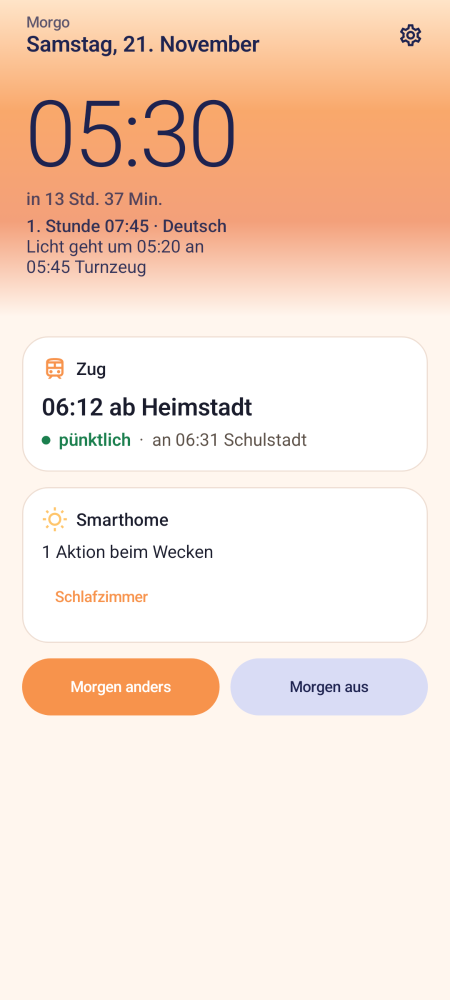 Morgo
Samstag, 21. November
05:30
in 13 Std. 37 Min.
1. Stunde 07:45 · Deutsch
Licht geht um 05:20 an
05:45 Turnzeug
Zug
06:12 ab Heimstadt
pünktlich · an 06:31 Schulstadt
Smarthome
1 Aktion beim Wecken
Schlafzimmer
Morgen anders
Morgen aus